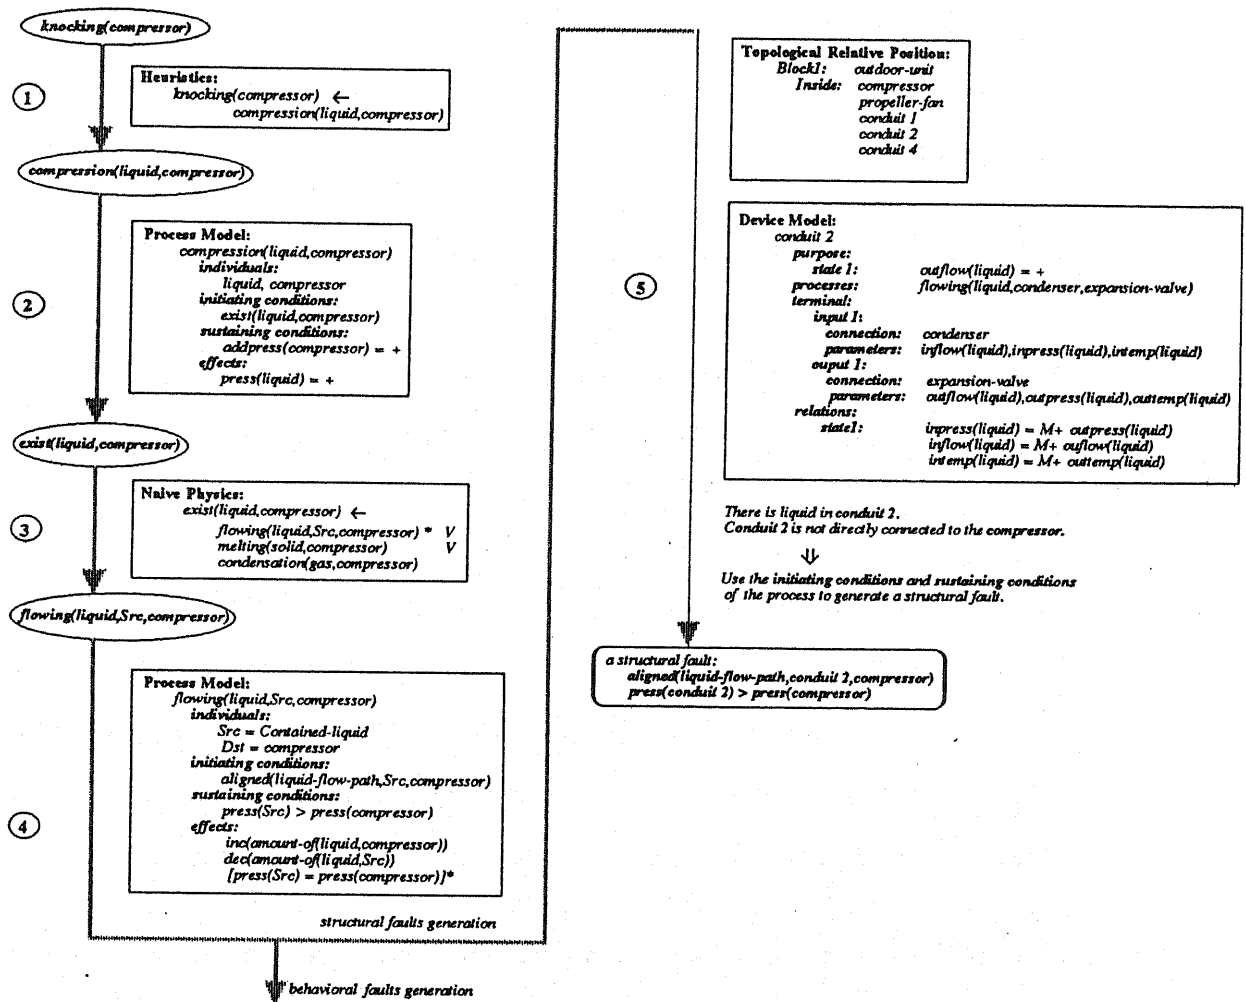 knocking(compressor)
1
Heuristics:
knocking(compressor) ←
compression(liquid,compressor)
compression(liquid,compressor)
2
Process Model:
compression(liquid,compressor)
individuals:
liquid, compressor
initiating conditions:
exist(liquid,compressor)
sustaining conditions:
addpress(compressor) = +
effects:
press(liquid) = +
exist(liquid,compressor)
3
Naive Physics:
exist(liquid,compressor) ←
flowing(liquid,Src,compressor) * V
melting(solid,compressor) V
condensation(gas,compressor)
flowing(liquid,Src,compressor)
4
Process Model:
flowing(liquid,Src,compressor)
individuals:
Src = Contained-liquid
Dst = compressor
initiating conditions:
aligned(liquid-flow-path,Src,compressor)
sustaining conditions:
press(Src) > press(compressor)
effects:
inc(amount-of(liquid,compressor))
dec(amount-of(liquid,Src))
[press(Src) = press(compressor)]*
structural faults generation
behavioral faults generation
5
Topological Relative Position:
Block1: outdoor-unit
Inside: compressor
propeller-fan
conduit 1
conduit 2
conduit 4
Device Model:
conduit 2
purpose:
state 1: outflow(liquid) = +
processes: flowing(liquid,condenser,expansion-valve)
terminal:
input 1:
connection: condenser
parameters: inflow(liquid),inpress(liquid),intemp(liquid)
ouput 1:
connection: expansion-valve
parameters: outflow(liquid),outpress(liquid),outtemp(liquid)
relations:
state1: inpress(liquid) = M+ outpress(liquid)
inflow(liquid) = M+ ouflow(liquid)
intemp(liquid) = M+ outtemp(liquid)
There is liquid in conduit 2.
Conduit 2 is not directly connected to the compressor.
⇓
Use the initiating conditions and sustaining conditions
of the process to generate a structural fault.
a structural fault:
aligned(liquid-flow-path,conduit 2,compressor)
press(conduit 2) > press(compressor)